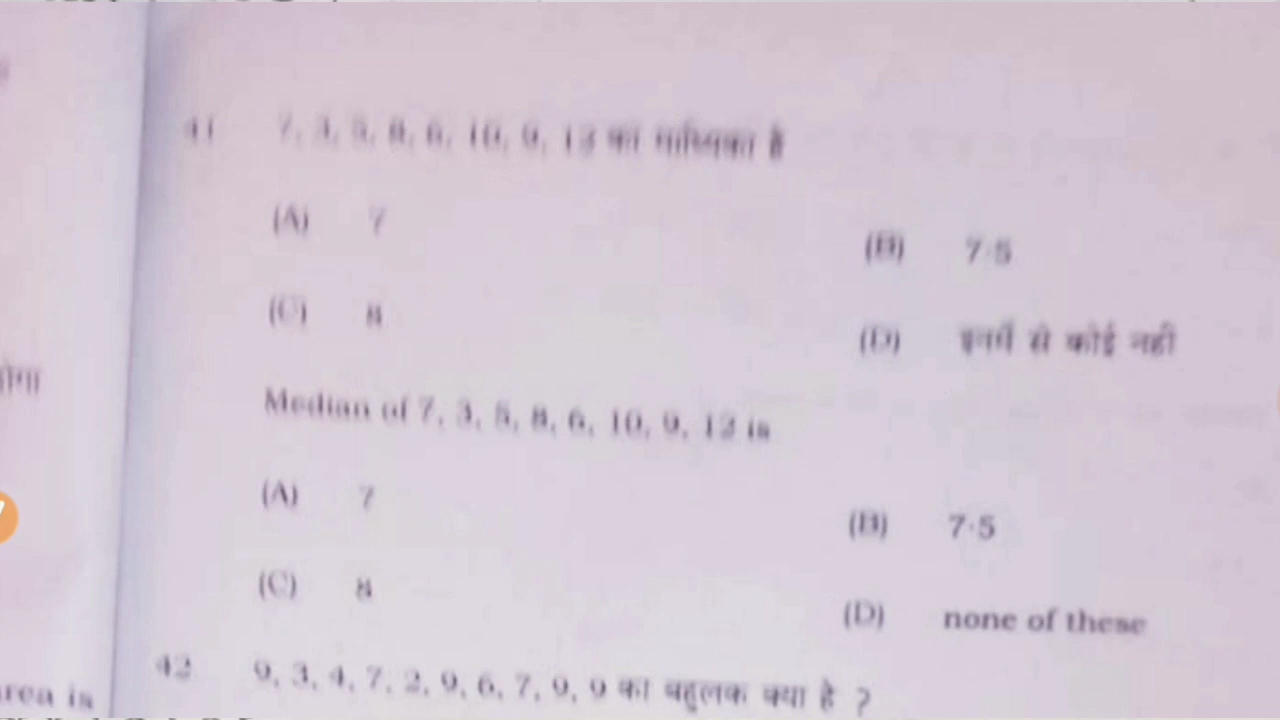 41 7, 3, 5, 8, 6, 10, 9, 12 का माध्यिका है
(A) 7
(B) 7·5
(C) 8
(D) इनमें से कोई नहीं
Median of 7, 3, 5, 8, 6, 10, 9, 12 is
(A) 7
(B) 7·5
(C) 8
(D) none of these
42 9, 3, 4, 7, 2, 9, 6, 7, 9, 9 का बहुलक क्या है ?
area is